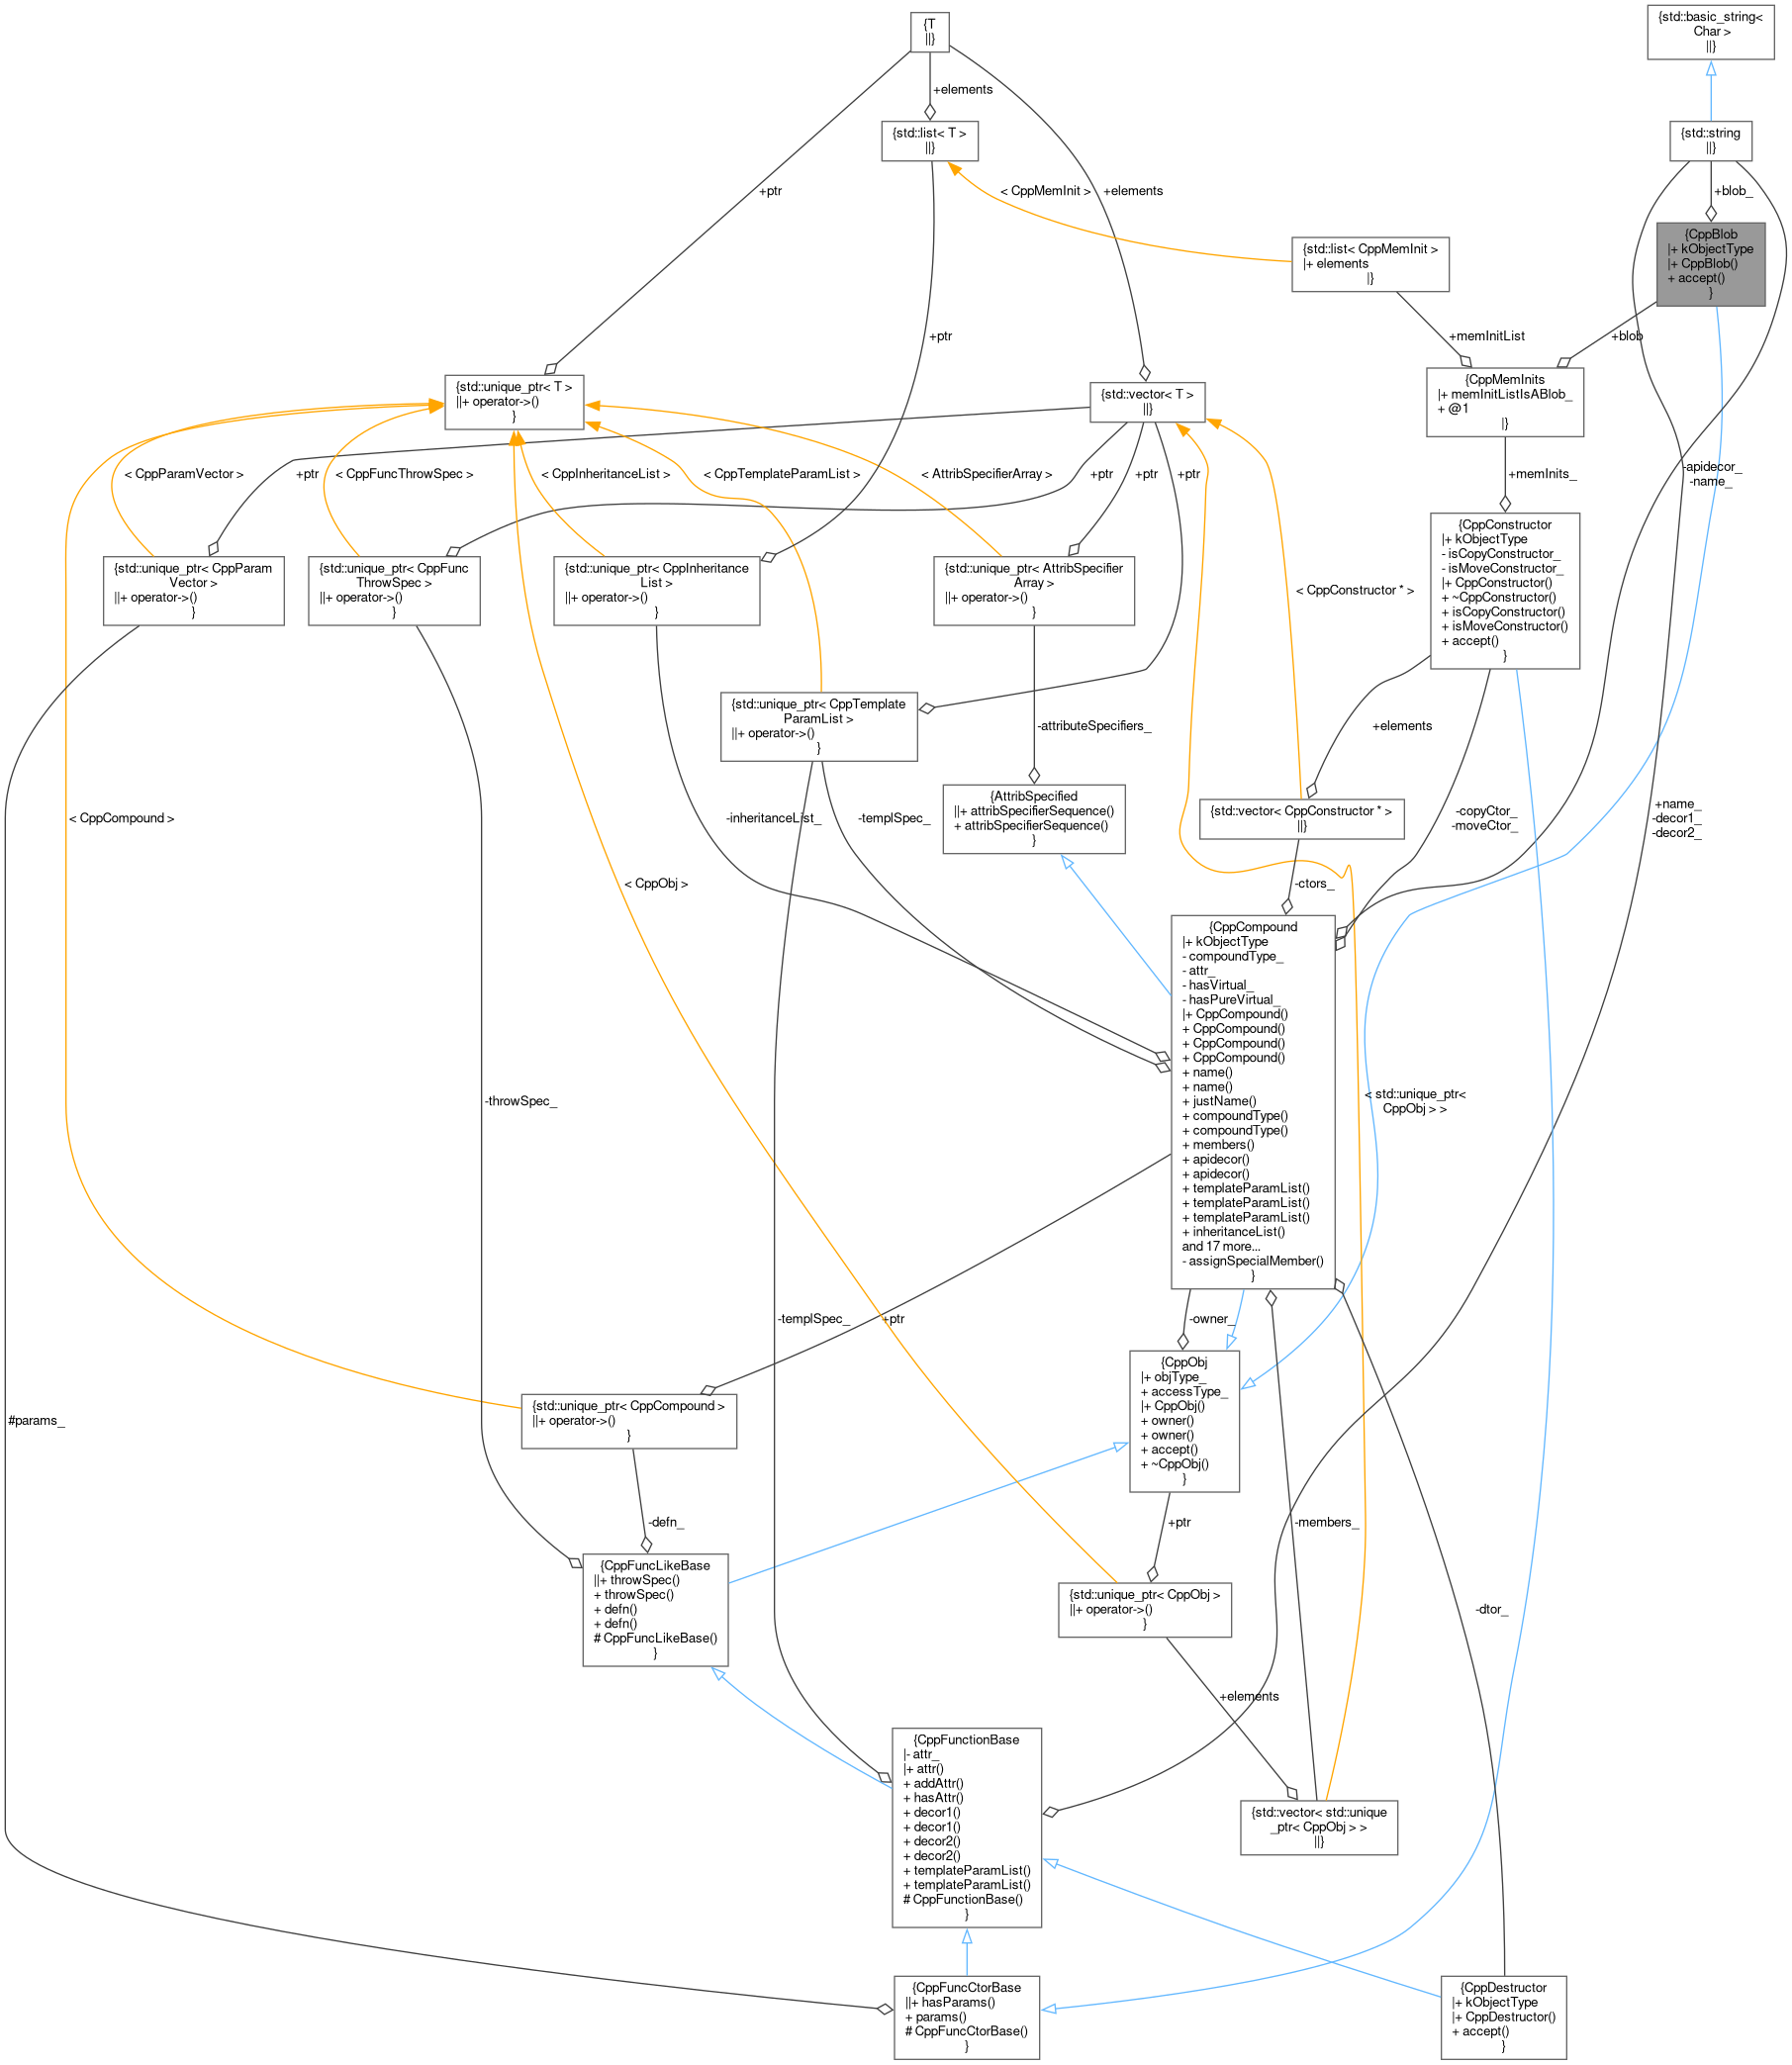 {T
||}
{std::basic_string<
Char >
||}
+elements
{std::list< T >
||}
{std::string
||}
+ptr
< CppMemInit >
+elements
+blob_
{CppBlob
|+ kObjectType
|+ CppBlob()
+ accept()
}
{std::list< CppMemInit >
|+ elements
|}
+ptr
+memInitList
+blob
{std::unique_ptr< T >
||+ operator->()
}
{std::vector< T >
||}
{CppMemInits
|+ memInitListIsABlob_
+ @1
|}
< CppParamVector >
+ptr
< CppFuncThrowSpec >
< CppInheritanceList >
< CppTemplateParamList >
< AttribSpecifierArray >
+ptr
+ptr
+ptr
+memInits_
-apidecor_
-name_
{std::unique_ptr< CppParam
Vector >
||+ operator->()
}
{std::unique_ptr< CppFunc
ThrowSpec >
||+ operator->()
}
{std::unique_ptr< CppInheritance
List >
||+ operator->()
}
{std::unique_ptr< AttribSpecifier
Array >
||+ operator->()
}
< CppConstructor * >
{CppConstructor
|+ kObjectType
- isCopyConstructor_
- isMoveConstructor_
|+ CppConstructor()
+ ~CppConstructor()
+ isCopyConstructor()
+ isMoveConstructor()
+ accept()
}
{std::unique_ptr< CppTemplate
ParamList >
||+ operator->()
}
-attributeSpecifiers_
+elements
< CppCompound >
-inheritanceList_
-templSpec_
{AttribSpecified
||+ attribSpecifierSequence()
+ attribSpecifierSequence()
}
{std::vector< CppConstructor * >
||}
-copyCtor_
-moveCtor_
+name_
-decor1_
-decor2_
< CppObj >
-ctors_
{CppCompound
|+ kObjectType
- compoundType_
- attr_
- hasVirtual_
- hasPureVirtual_
|+ CppCompound()
+ CppCompound()
+ CppCompound()
+ CppCompound()
+ name()
+ name()
+ justName()
+ compoundType()
+ compoundType()
+ members()
+ apidecor()
+ apidecor()
+ templateParamList()
+ templateParamList()
+ templateParamList()
+ inheritanceList()
and 17 more...
- assignSpecialMember()
}
-throwSpec_
< std::unique_ptr<
CppObj > >
-templSpec_
+ptr
-owner_
{CppObj
|+ objType_
+ accessType_
|+ CppObj()
+ owner()
+ owner()
+ accept()
+ ~CppObj()
}
#params_
{std::unique_ptr< CppCompound >
||+ operator->()
}
-defn_
+ptr
-members_
{CppFuncLikeBase
||+ throwSpec()
+ throwSpec()
+ defn()
+ defn()
# CppFuncLikeBase()
}
{std::unique_ptr< CppObj >
||+ operator->()
}
-dtor_
+elements
{CppFunctionBase
|- attr_
|+ attr()
+ addAttr()
+ hasAttr()
+ decor1()
+ decor1()
+ decor2()
+ decor2()
+ templateParamList()
+ templateParamList()
# CppFunctionBase()
}
{std::vector< std::unique
_ptr< CppObj > >
||}
{CppFuncCtorBase
||+ hasParams()
+ params()
# CppFuncCtorBase()
}
{CppDestructor
|+ kObjectType
|+ CppDestructor()
+ accept()
}